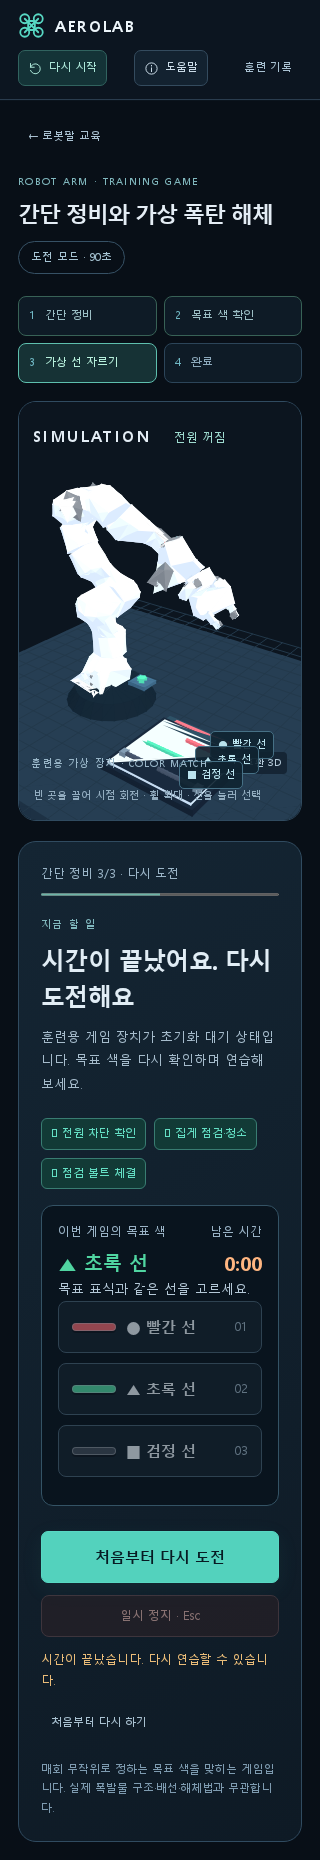 AEROLAB
다시 시작 도움말 훈련 기록
← 로봇팔 교육
ROBOT ARM · TRAINING GAME
간단 정비와 가상 폭탄 해체
도전 모드 · 90초
1 간단 정비 2 목표 색 확인
3 가상 선 자르기 4 완료
SIMULATION 전원 꺼짐
● 빨간 선
▲ 초록 선
3D
훈련용 가상 장치 · COLOR MATCH
■ 검정 선
빈 곳을 끌어 시점 회전 · 휠 확대 · 선을 눌러 선택
간단 정비 3/3 · 다시 도전
지금 할 일
시간이 끝났어요. 다시
도전해요
훈련용 게임 장치가 초기화 대기 상태입
니다. 목표 색을 다시 확인하며 연습해
보세요.
전원 차단 확인 집게 점검·청소
점검 볼트 체결
이번 게임의 목표 색 남은 시간
▲ 초록 선 0:00
목표 표식과 같은 선을 고르세요.
● 빨간 선 01
▲ 초록 선 02
■ 검정 선 03
처음부터 다시 도전
일시 정지 · Esc
시간이 끝났습니다. 다시 연습할 수 있습니
다.
처음부터 다시 하기
매회 무작위로 정하는 목표 색을 맞히는 게임입
니다. 실제 폭발물 구조·배선·해체법과 무관합니
다.